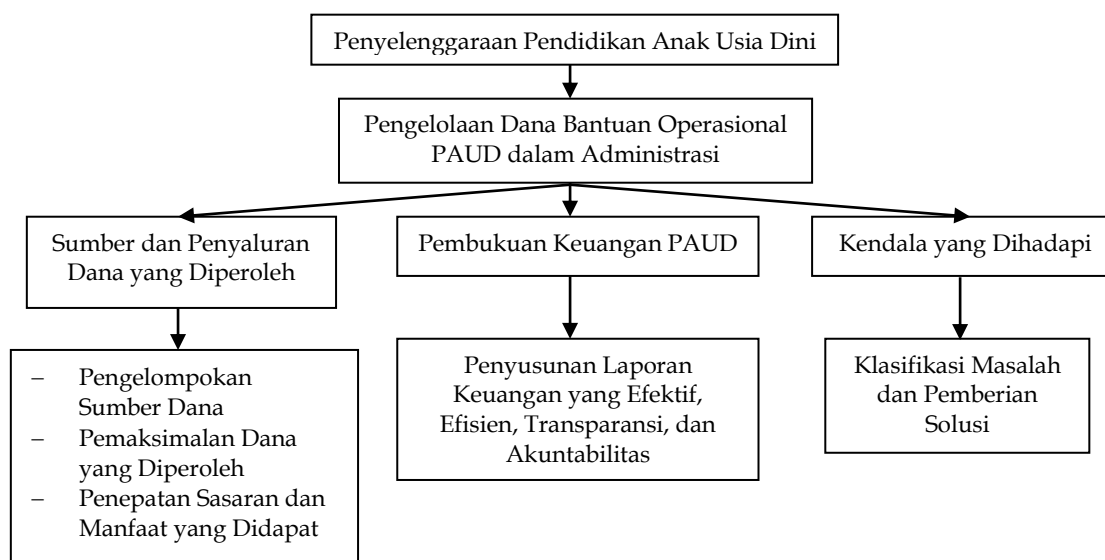 Penyelenggaraan Pendidikan Anak Usia Dini
Pengelolaan Dana Bantuan Operasional
PAUD dalam Administrasi
Sumber dan Penyaluran
Dana yang Diperoleh
Pembukuan Keuangan PAUD
Kendala yang Dihadapi
– Pengelompokan
Sumber Dana
– Pemaksimalan Dana
yang Diperoleh
– Penepatan Sasaran dan
Manfaat yang Didapat
Penyusunan Laporan
Keuangan yang Efektif,
Efisien, Transparansi, dan
Akuntabilitas
Klasifikasi Masalah
dan Pemberian
Solusi